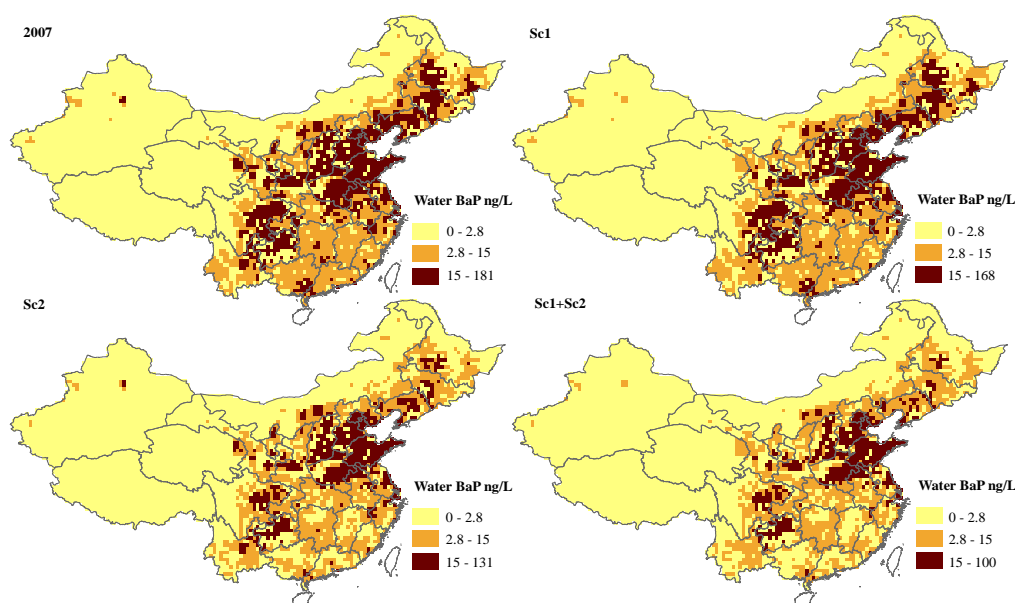 2007
Water BaP ng/L
0 - 2.8
2.8 - 15
15 - 181
Sc1
Water BaP ng/L
0 - 2.8
2.8 - 15
15 - 168
Sc2
Water BaP ng/L
0 - 2.8
2.8 - 15
15 - 131
Sc1+Sc2
Water BaP ng/L
0 - 2.8
2.8 - 15
15 - 100